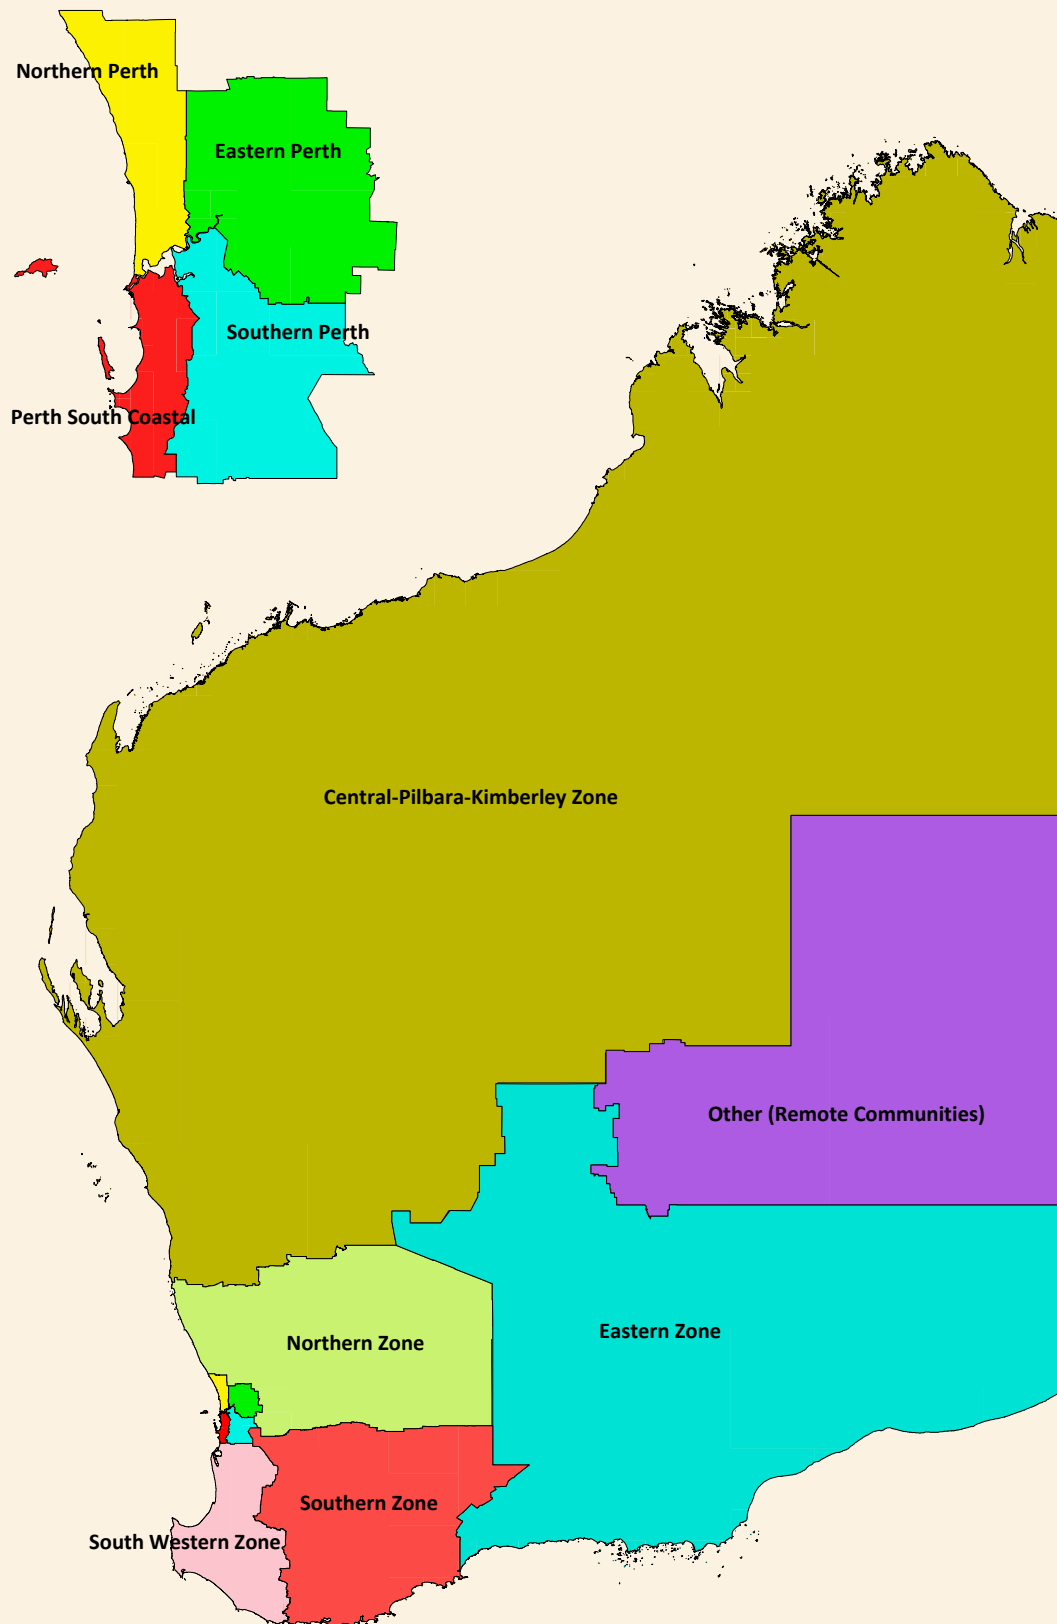 Northern Perth
Eastern Perth
Southern Perth
Perth South Coastal
Central-Pilbara-Kimberley Zone
Other (Remote Communities)
Eastern Zone
Northern Zone
Southern Zone
South Western Zone